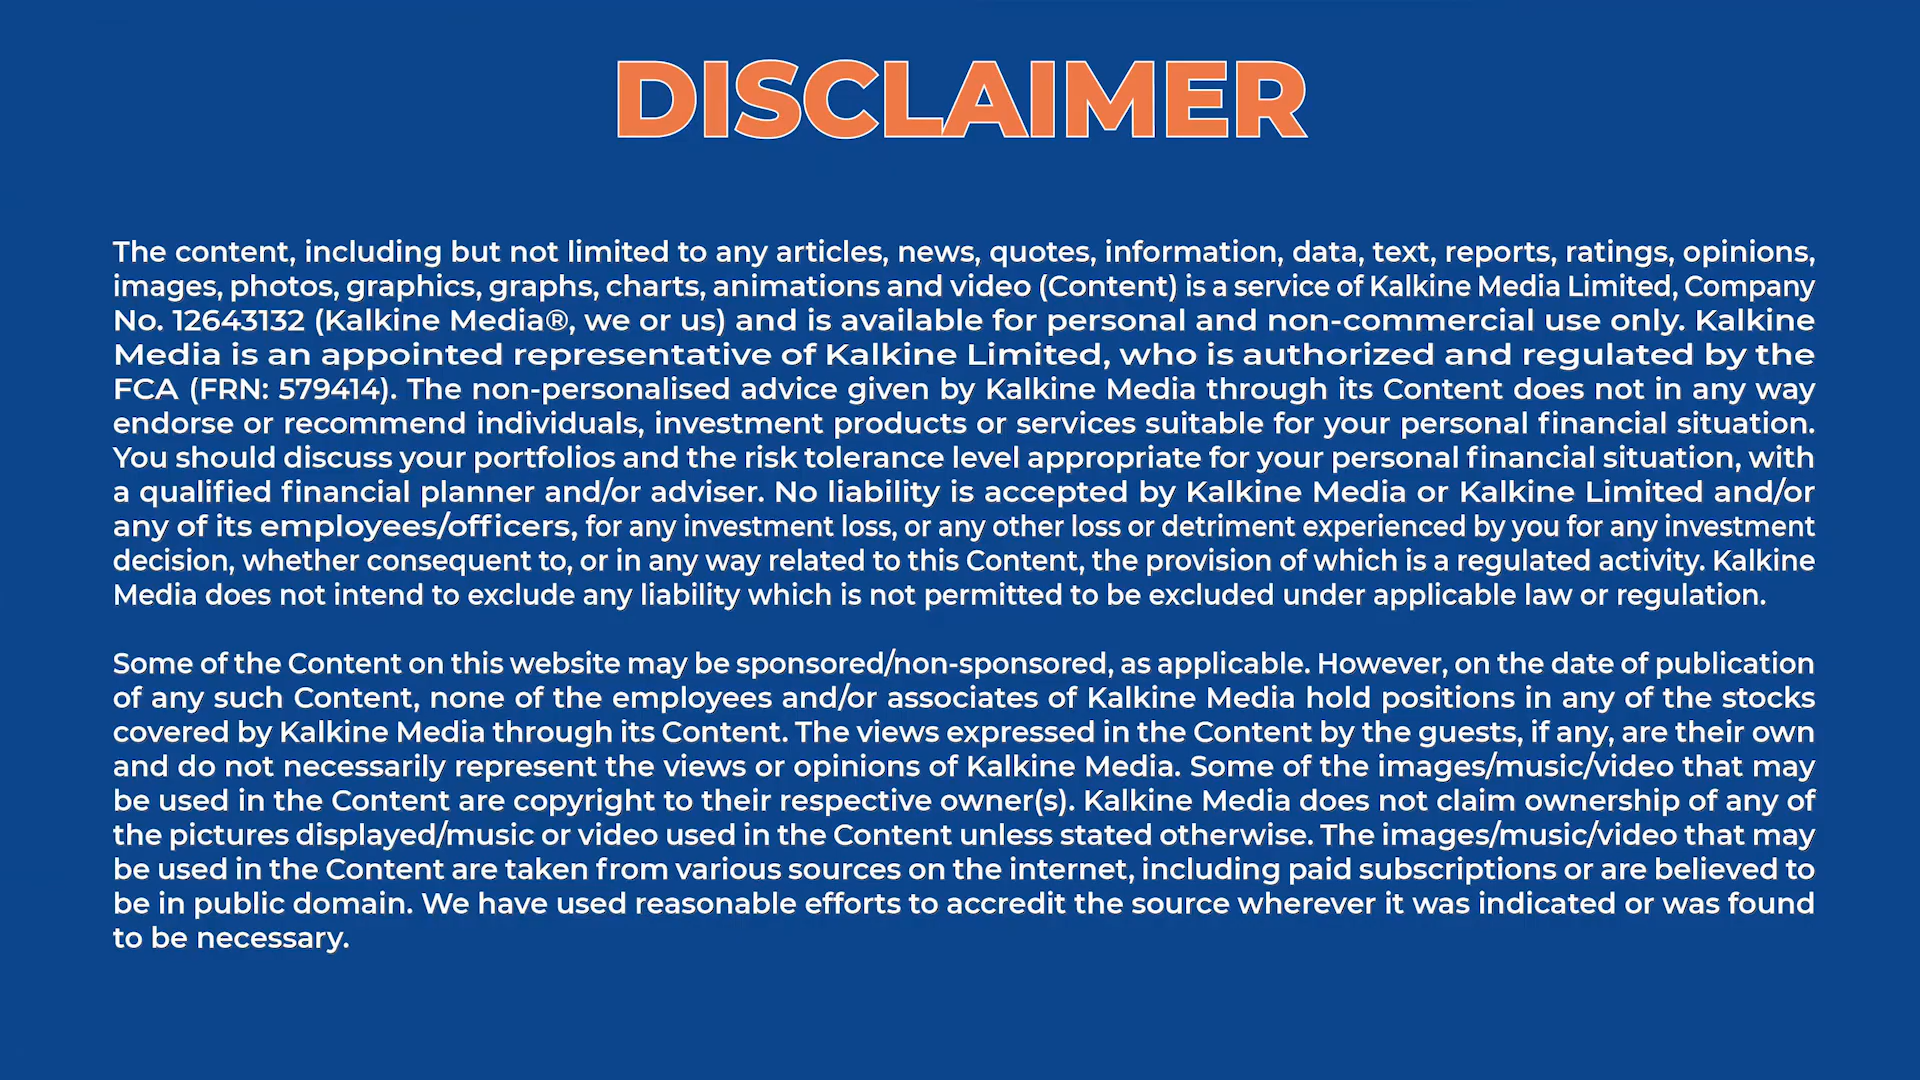 DISCLAIMER
The content, including but not limited to any articles, news, quotes, information, data, text, reports, ratings, opinions,
images, photos, graphics, graphs, charts, animations and video (Content) is a service of Kalkine Media Limited, Company
No. 12643132 (Kalkine Media®, we or us) and is available for personal and non-commercial use only. Kalkine
Media is an appointed representative of Kalkine Limited, who is authorized and regulated by the
FCA (FRN: 579414). The non-personalised advice given by Kalkine Media through its Content does not in any way
endorse or recommend individuals, investment products or services suitable for your personal financial situation.
You should discuss your portfolios and the risk tolerance level appropriate for your personal financial situation, with
a qualified financial planner and/or adviser. No liability is accepted by Kalkine Media or Kalkine Limited and/or
any of its employees/officers, for any investment loss, or any other loss or detriment experienced by you for any investment
decision, whether consequent to, or in any way related to this Content, the provision of which is a regulated activity. Kalkine
Media does not intend to exclude any liability which is not permitted to be excluded under applicable law or regulation.
Some of the Content on this website may be sponsored/non-sponsored, as applicable. However, on the date of publication
of any such Content, none of the employees and/or associates of Kalkine Media hold positions in any of the stocks
covered by Kalkine Media through its Content. The views expressed in the Content by the guests, if any, are their own
and do not necessarily represent the views or opinions of Kalkine Media. Some of the images/music/video that may
be used in the Content are copyright to their respective owner(s). Kalkine Media does not claim ownership of any of
the pictures displayed/music or video used in the Content unless stated otherwise. The images/music/video that may
be used in the Content are taken from various sources on the internet, including paid subscriptions or are believed to
be in public domain. We have used reasonable efforts to accredit the source wherever it was indicated or was found
to be necessary.